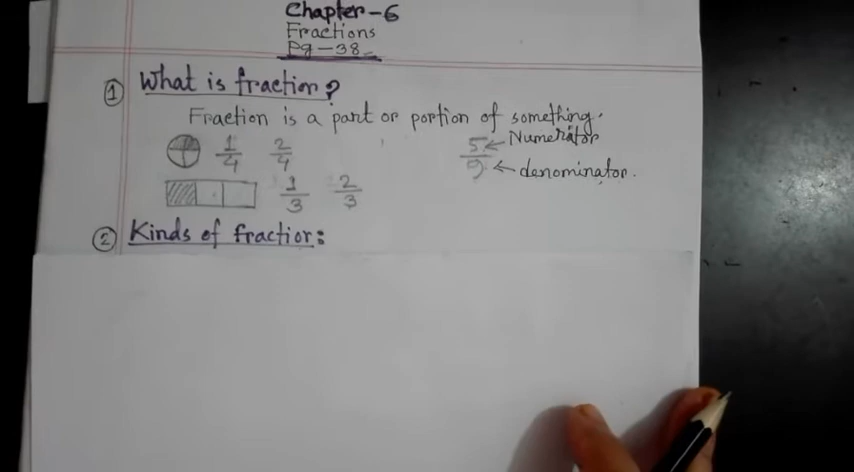 Chapter-6
Fractions
Pg-38
① What is fraction?
Fraction is a part or portion of something.
1/4 2/4
5/9 ← Numerator
← denominator.
1/3 2/3
② Kinds of fraction: